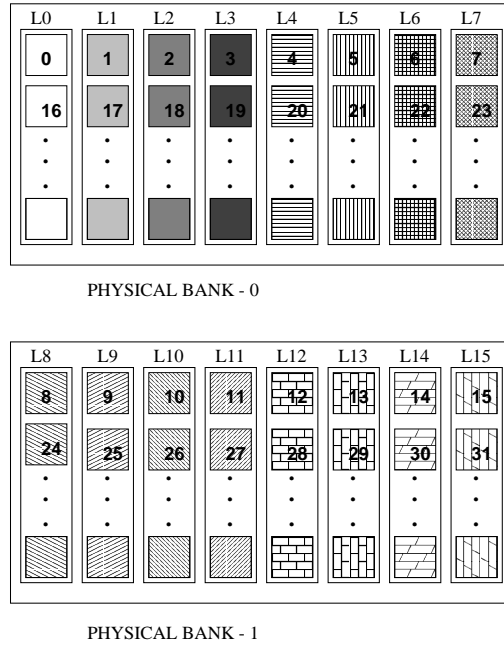 L0 L1 L2 L3 L4 L5 L6 L7
0 1 2 3 4 5 6 7
16 17 18 19 20 21 22 23
PHYSICAL BANK - 0
L8 L9 L10 L11 L12 L13 L14 L15
8 9 10 11 12 13 14 15
24 25 26 27 28 29 30 31
PHYSICAL BANK - 1